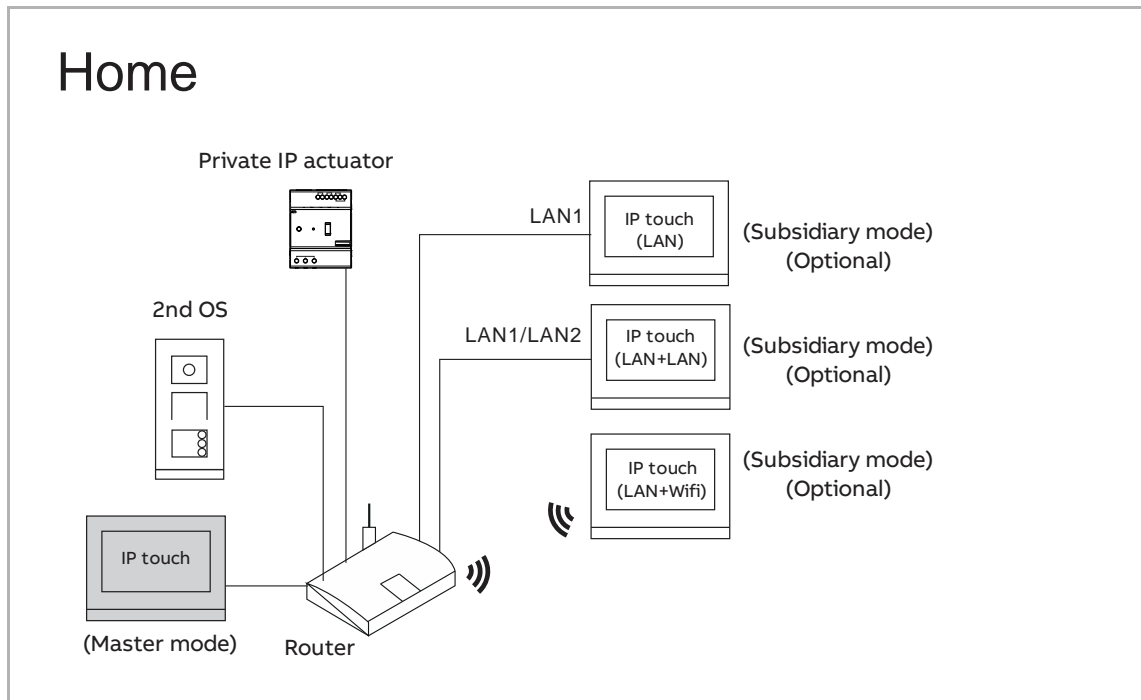 Home
Private IP actuator
LAN1
IP touch
(LAN)
(Subsidiary mode)
(Optional)
2nd OS
LAN1/LAN2
IP touch
(LAN+LAN)
(Subsidiary mode)
(Optional)
IP touch
(LAN+Wifi)
(Subsidiary mode)
(Optional)
IP touch
(Master mode)
Router